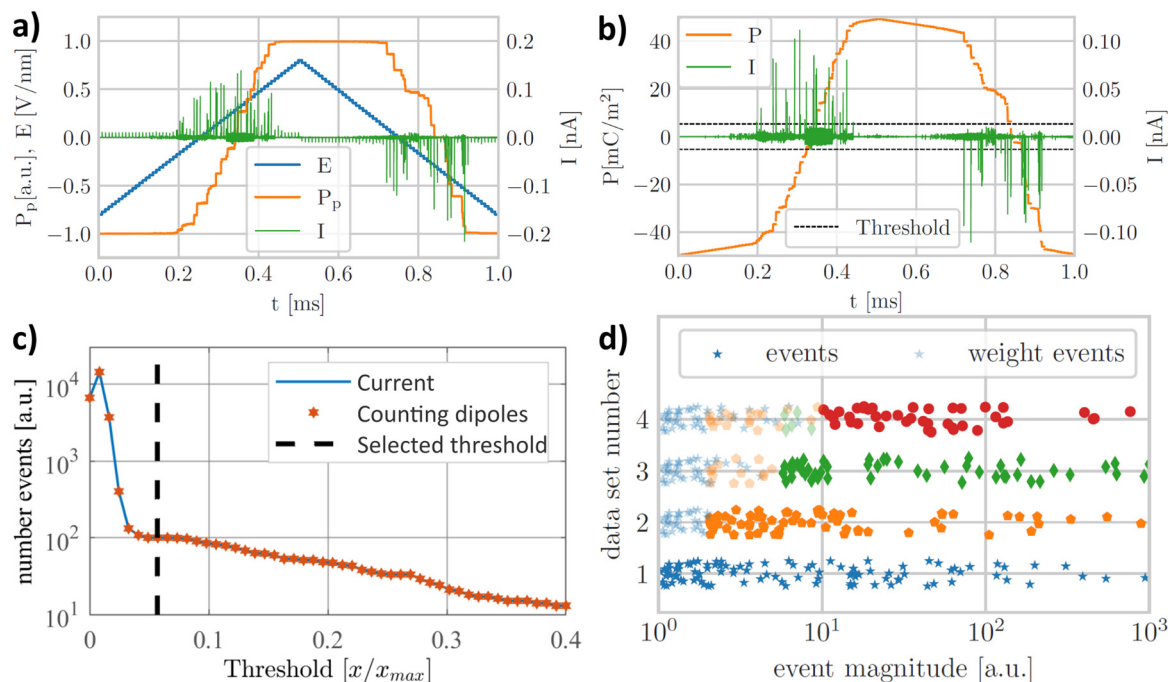 a)
P_p[a.u.], E [V/nm]
1.0
0.5
0.0
−0.5
−1.0
E
P_p
I
0.2
0.1
0.0
−0.1
−0.2
I [nA]
0.0 0.2 0.4 0.6 0.8 1.0
t [ms]
b)
P[mC/m²]
40
20
0
−20
−40
P
I
Threshold
0.10
0.05
0.00
−0.05
−0.10
I [nA]
0.0 0.2 0.4 0.6 0.8 1.0
t [ms]
c)
number events [a.u.]
10⁴
10³
10²
10¹
Current
Counting dipoles
Selected threshold
0 0.1 0.2 0.3 0.4
Threshold [x/x_max]
d)
data set number
events weight events
4
3
2
1
10⁰ 10¹ 10² 10³
event magnitude [a.u.]